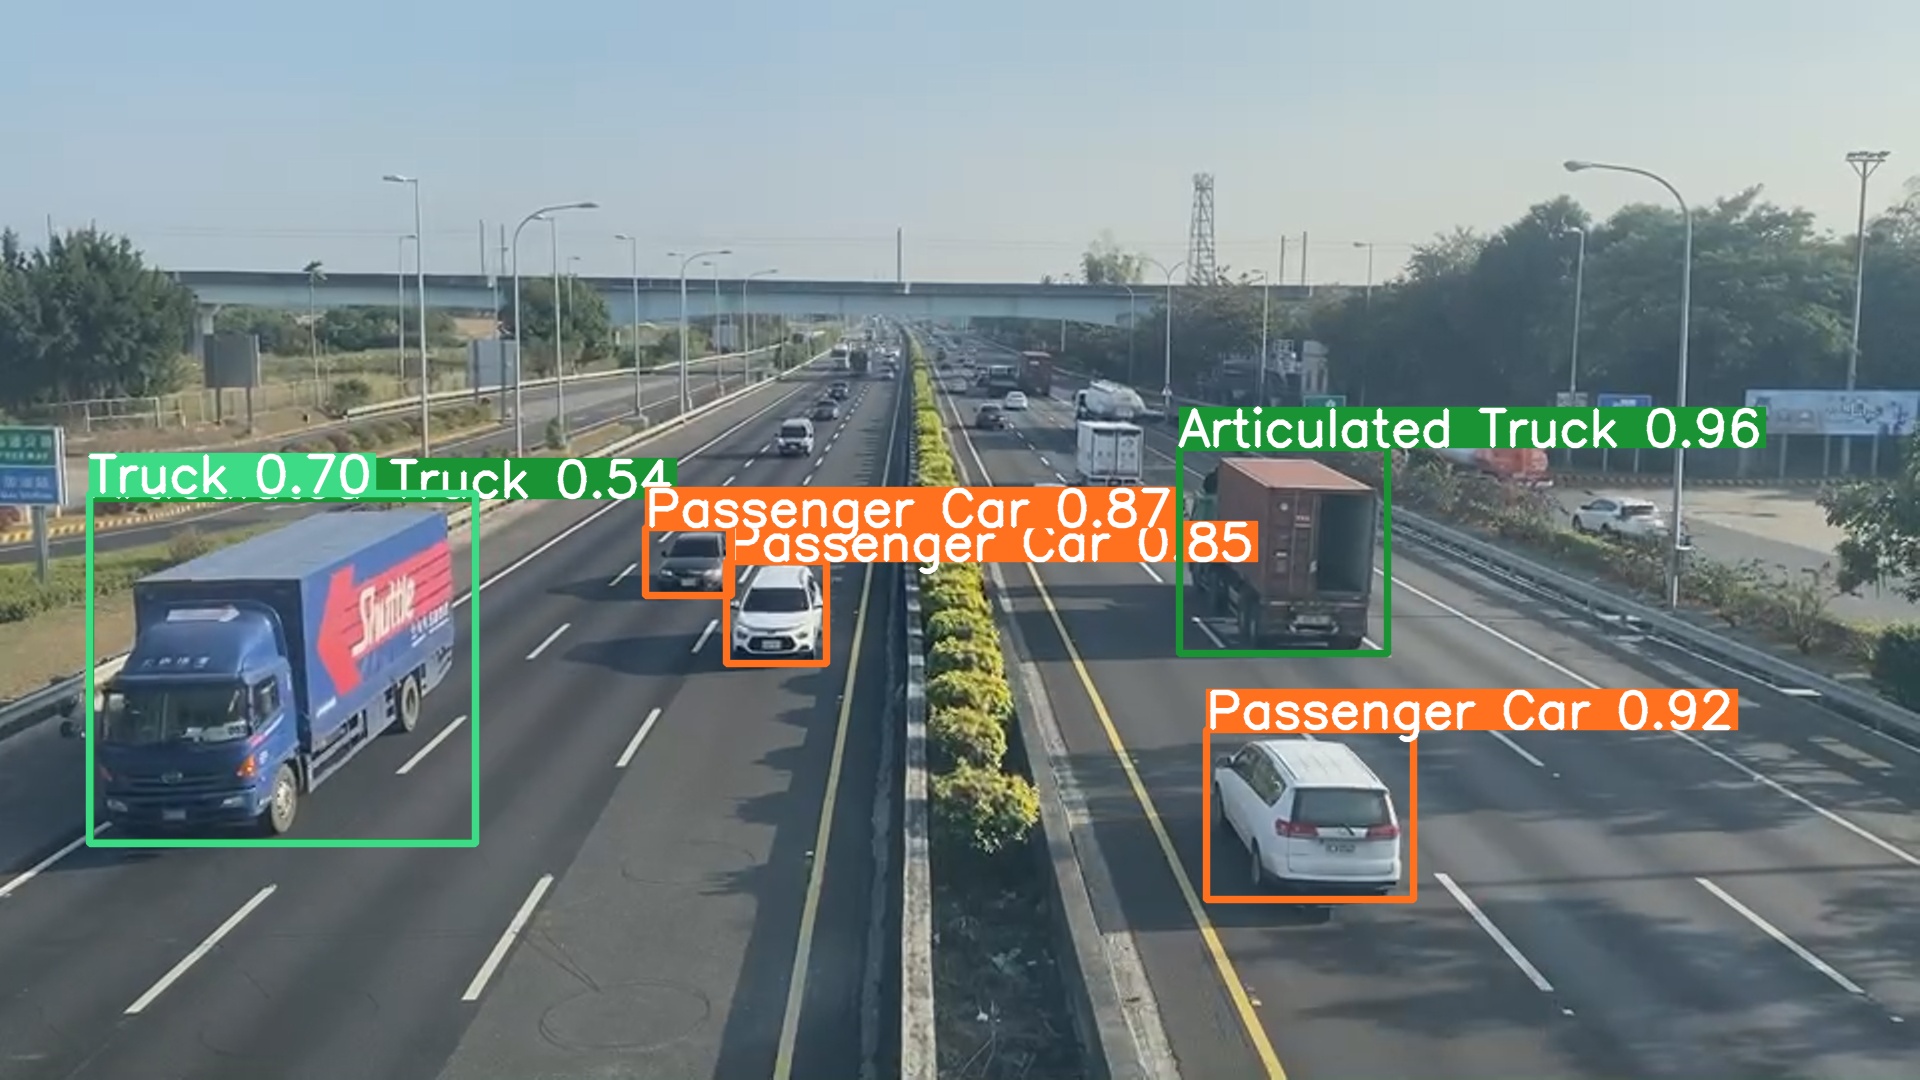 Articulated Truck 0.96
Truck 0.70
Truck 0.54
Passenger Car 0.87
Passenger Car 0.85
Shuttle
Passenger Car 0.92